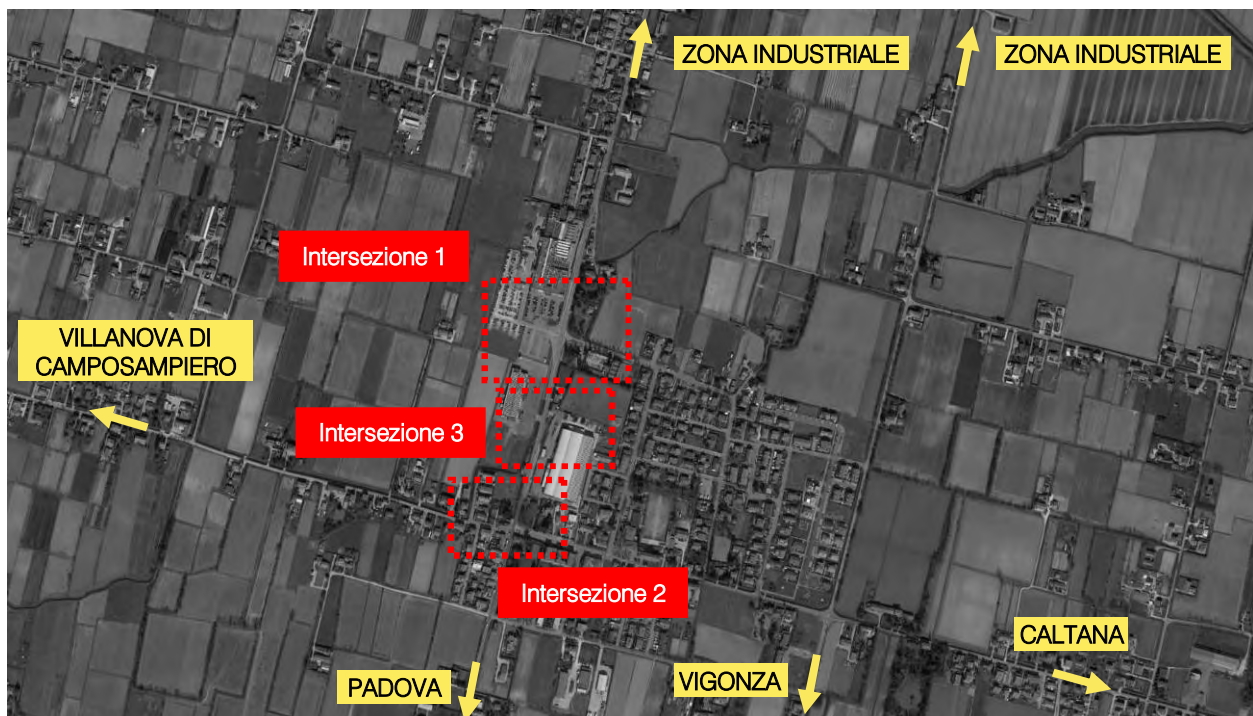 ZONA INDUSTRIALE
ZONA INDUSTRIALE
Intersezione 1
VILLANOVA DI
CAMPOSAMPIERO
Intersezione 3
Intersezione 2
CALTANA
PADOVA
VIGONZA